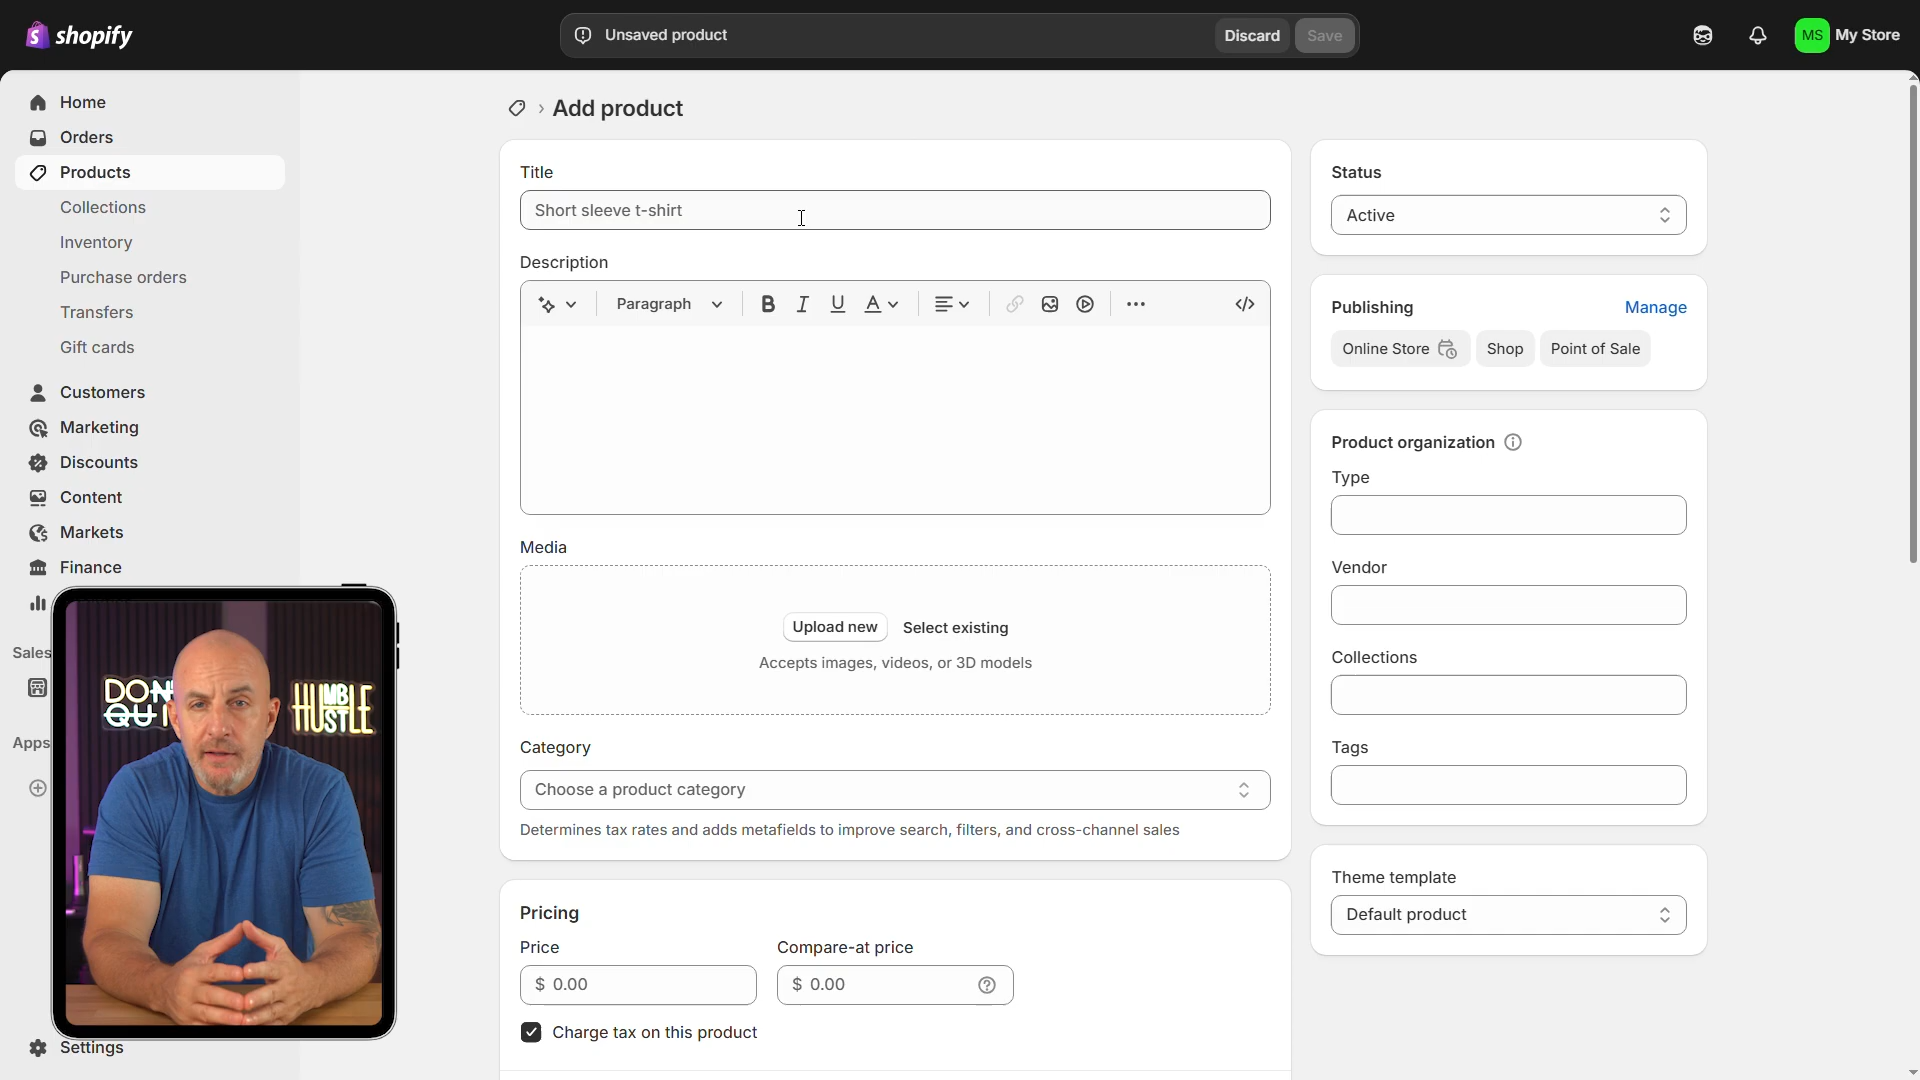 shopify
Unsaved product
Discard
Save
MS
My Store
Home
Orders
Products
Collections
Inventory
Purchase orders
Transfers
Gift cards
Customers
Marketing
Discounts
Content
Markets
Finance
Sales
Apps
Settings
DON'T
QUIT
HUMBLE
HUSTLE
Add product
Title
Short sleeve t-shirt
Description
Paragraph
B I U A
Media
Upload new
Select existing
Accepts images, videos, or 3D models
Category
Choose a product category
Determines tax rates and adds metafields to improve search, filters, and cross-channel sales
Pricing
Price
Compare-at price
$ 0.00
$ 0.00
Charge tax on this product
Status
Active
Publishing
Manage
Online Store
Shop
Point of Sale
Product organization
Type
Vendor
Collections
Tags
Theme template
Default product